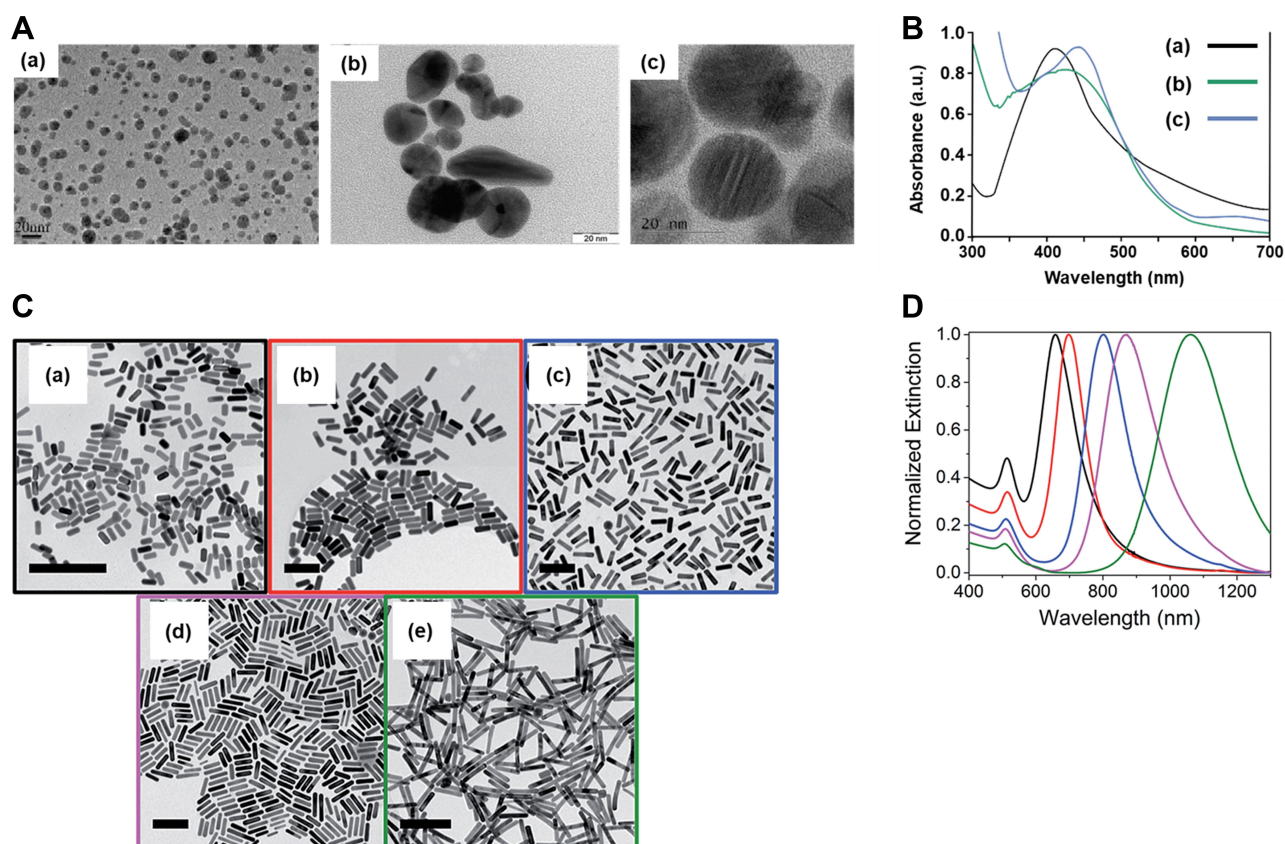 A
(a)
20nm
(b)
20 nm
(c)
20 nm
B
(a)
(b)
(c)
Absorbance (a.u.)
1.0
0.8
0.6
0.4
0.2
0.0
300
400
500
600
700
Wavelength (nm)
C
(a)
(b)
(c)
(d)
(e)
D
Normalized Extinction
1.0
0.8
0.6
0.4
0.2
0.0
400
600
800
1000
1200
Wavelength (nm)